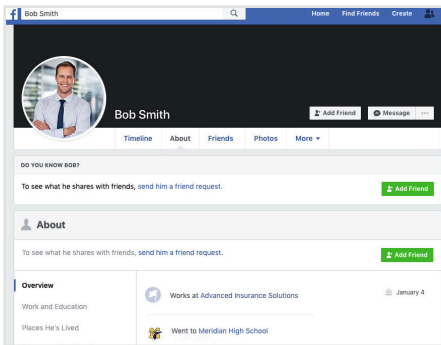 f Bob Smith Home Find Friends Create
Bob Smith Add Friend Message ...
Timeline About Friends Photos More
DO YOU KNOW BOB?
To see what he shares with friends, send him a friend request. Add Friend
About
To see what he shares with friends, send him a friend request. Add Friend
Overview
Works at Advanced Insurance Solutions January 4
Work and Education
Places He's Lived
Went to Meridian High School